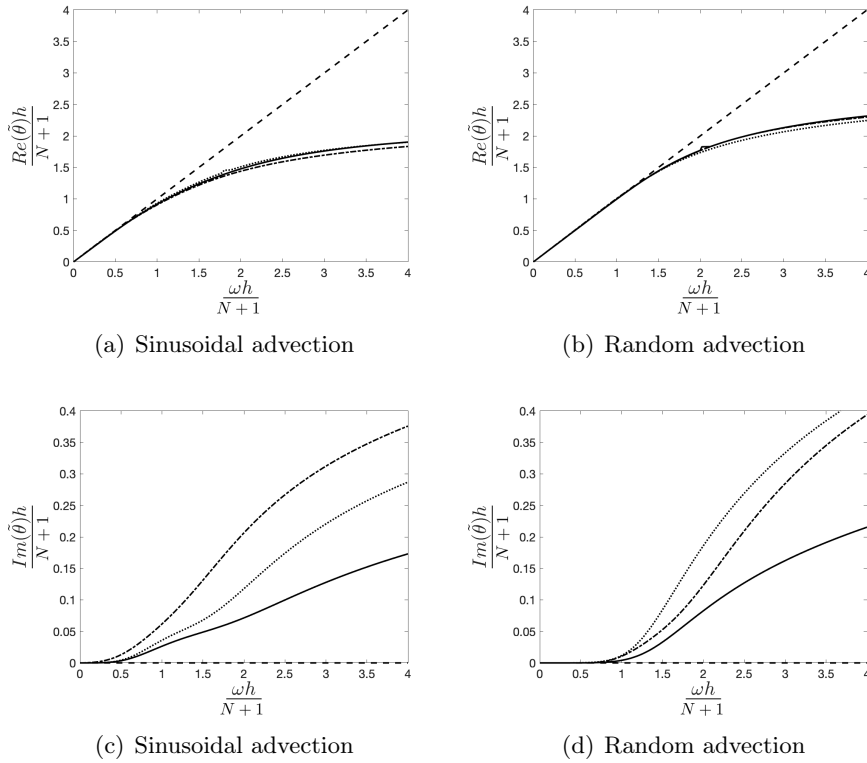 4
3.5
3
2.5
2
1.5
1
0.5
0
Re(θ̃)h
N + 1
0 0.5 1 1.5 2 2.5 3 3.5 4
ωh
N + 1
(a) Sinusoidal advection
4
3.5
3
2.5
2
1.5
1
0.5
0
Re(θ̃)h
N + 1
0 0.5 1 1.5 2 2.5 3 3.5 4
ωh
N + 1
(b) Random advection
0.4
0.35
0.3
0.25
0.2
0.15
0.1
0.05
0
Im(θ̃)h
N + 1
0 0.5 1 1.5 2 2.5 3 3.5 4
ωh
N + 1
(c) Sinusoidal advection
0.4
0.35
0.3
0.25
0.2
0.15
0.1
0.05
0
Im(θ̃)h
N + 1
0 0.5 1 1.5 2 2.5 3 3.5 4
ωh
N + 1
(d) Random advection